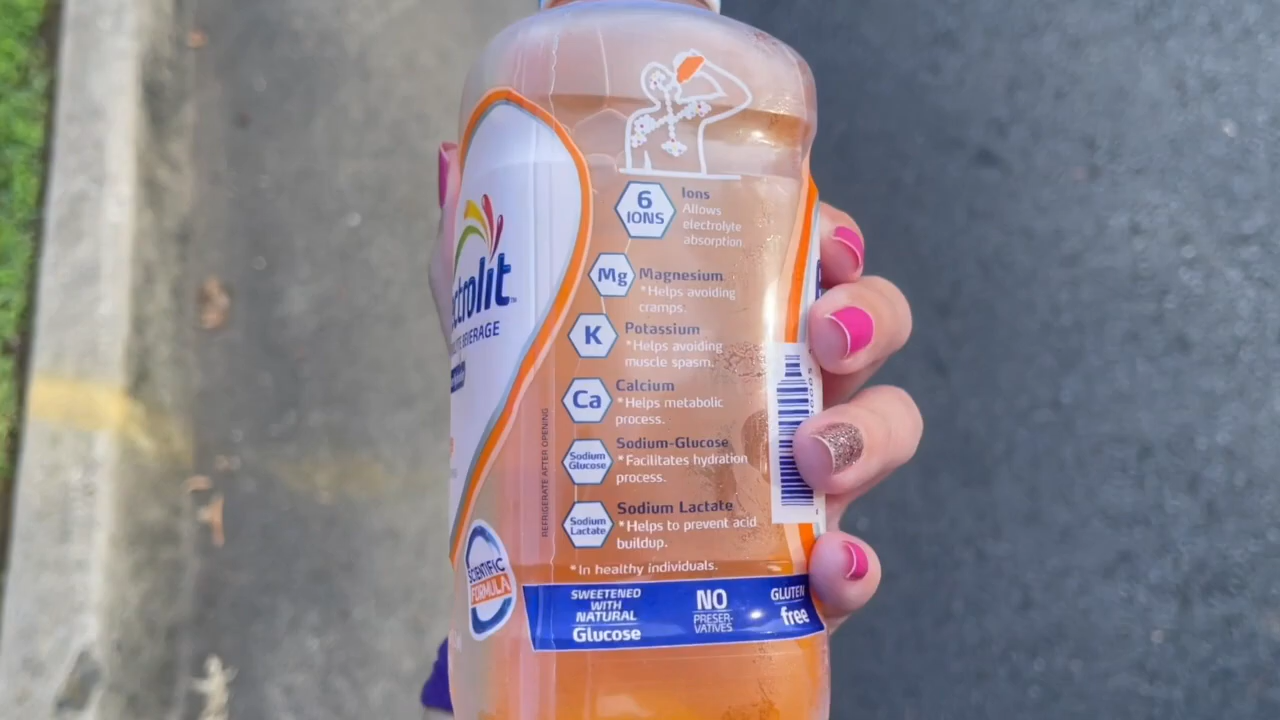 ctrolit™
BEVERAGE
6
IONS
Ions
Allows
electrolyte
absorption.
Mg
Magnesium
*Helps avoiding
cramps.
K
Potassium
*Helps avoiding
muscle spasm.
Ca
Calcium
*Helps metabolic
process.
Sodium
Glucose
Sodium-Glucose
*Facilitates hydration
process.
Sodium
Lactate
Sodium Lactate
*Helps to prevent acid
buildup.
*In healthy individuals.
REFRIGERATE AFTER OPENING
SCIENTIFIC
FORMULA
SWEETENED
WITH
NATURAL
Glucose
NO
PRESER-
VATIVES
GLUTEN
free